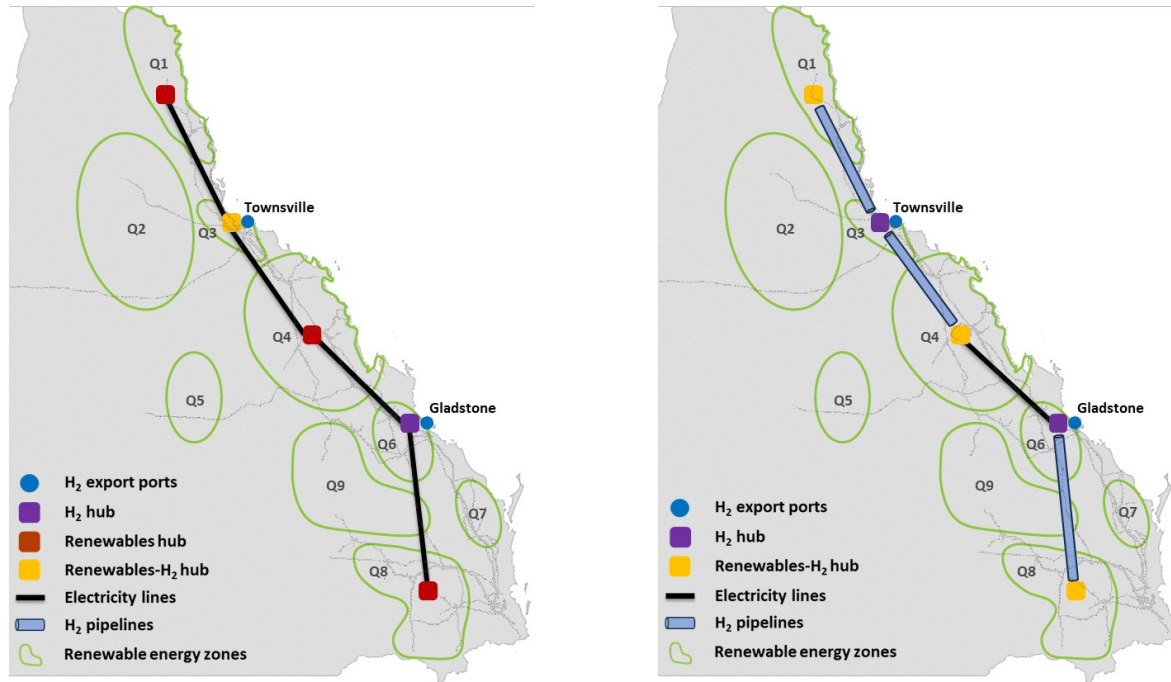 Q1
Townsville
Q2
Q3
Q4
Q5
Gladstone
Q6
Q9
Q7
Q8
H₂ export ports
H₂ hub
Renewables hub
Renewables-H₂ hub
Electricity lines
H₂ pipelines
Renewable energy zones
Q1
Townsville
Q2
Q3
Q4
Q5
Gladstone
Q6
Q9
Q7
Q8
H₂ export ports
H₂ hub
Renewables-H₂ hub
Electricity lines
H₂ pipelines
Renewable energy zones